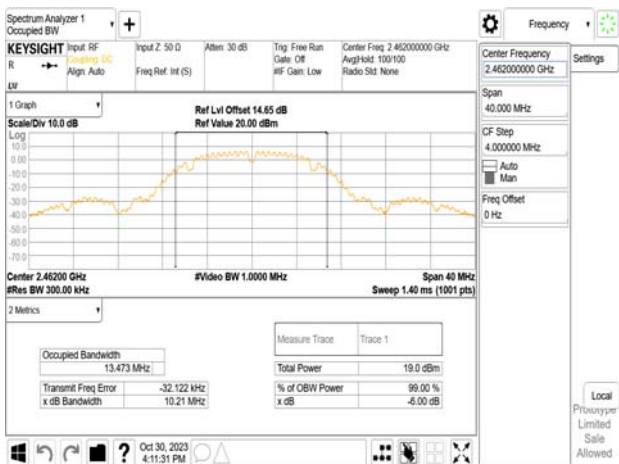 Spectrum Analyzer 1
Occupied BW
KEYSIGHT
R
Input: RF
Coupling: DC
Align: Auto
Input Z: 50 Ω
Freq Ref: Int (S)
Atten: 30 dB
Trig: Free Run
Gate: Off
#IF Gain: Low
Center Freq: 2.462000000 GHz
Avg|Hold: 100/100
Radio Std: None
1 Graph
Scale/Div 10.0 dB
Ref Lvl Offset 14.65 dB
Ref Value 20.00 dBm
Log
10.0
0.00
-10.0
-20.0
-30.0
-40.0
-50.0
-60.0
-70.0
Center 2.46200 GHz
#Res BW 300.00 kHz
#Video BW 1.0000 MHz
Span 40 MHz
Sweep 1.40 ms (1001 pts)
2 Metrics
Measure Trace
Trace 1
Occupied Bandwidth
13.473 MHz
Total Power
19.0 dBm
Transmit Freq Error
-32.122 kHz
% of OBW Power
99.00 %
x dB Bandwidth
10.21 MHz
x dB
-6.00 dB
Oct 30, 2023
4:11:31 PM
Frequency
Center Frequency
2.462000000 GHz
Settings
Span
40.000 MHz
CF Step
4.000000 MHz
Auto
Man
Freq Offset
0 Hz
Local
Prototype
Limited
Sale
Allowed